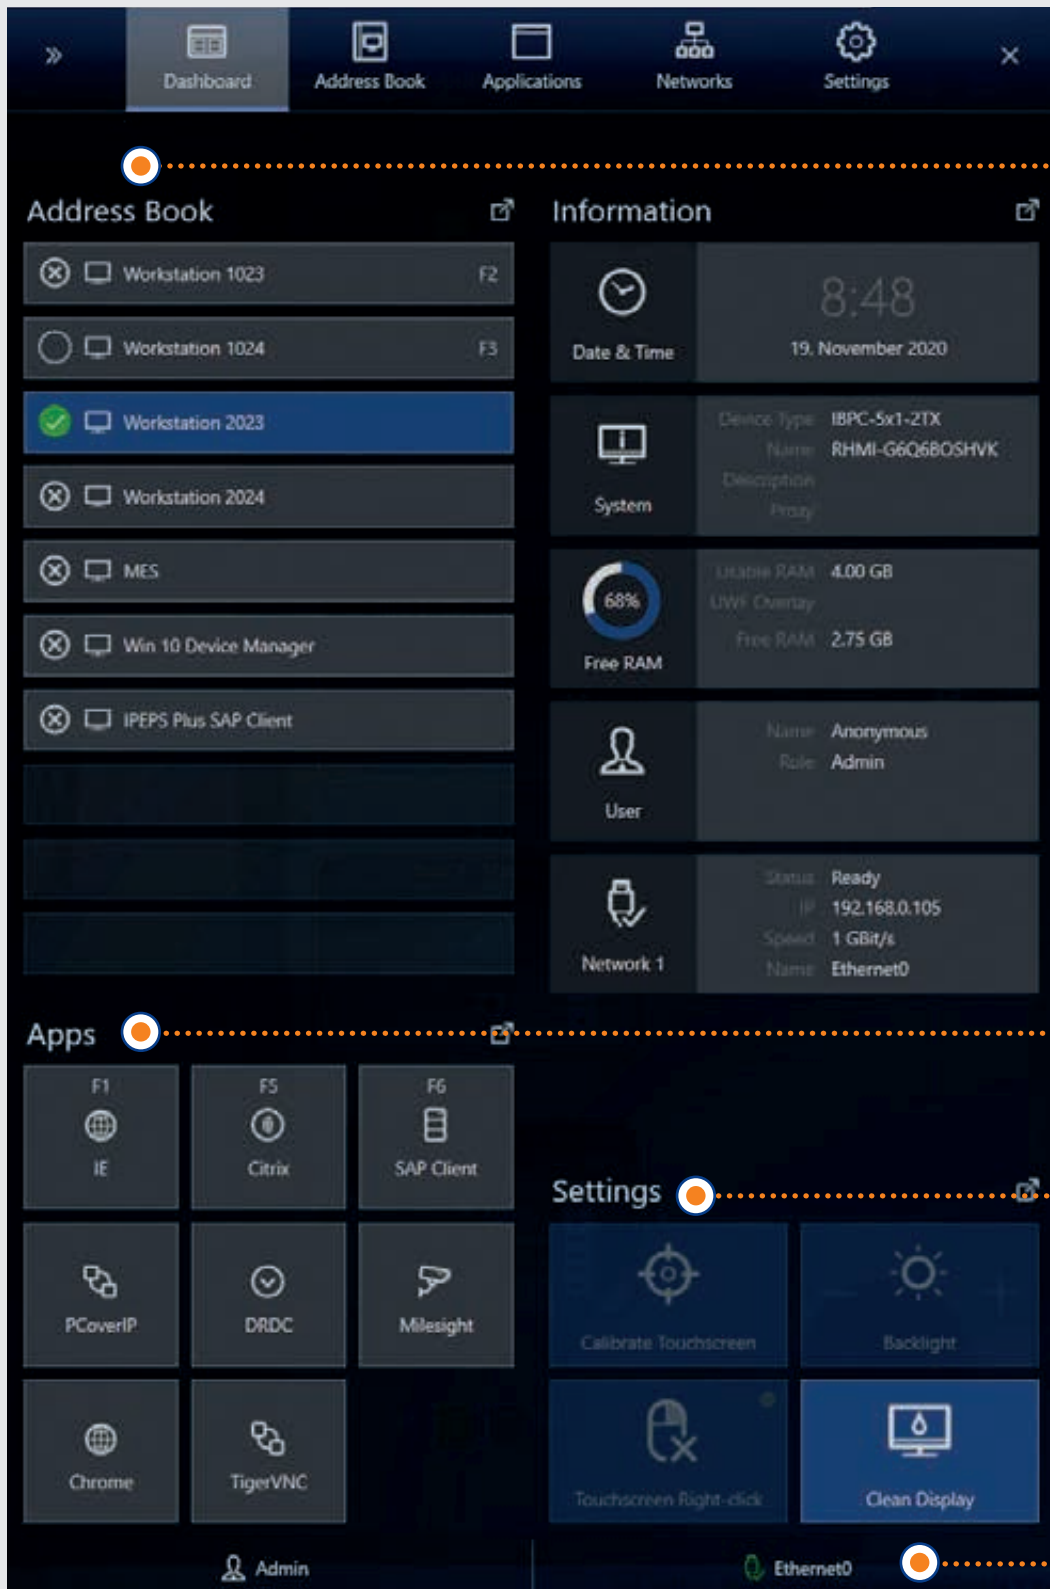 Dashboard
Address Book
Applications
Networks
Settings
Address Book
Workstation 1023 F2
Workstation 1024 F3
Workstation 2023
Workstation 2024
MES
Win 10 Device Manager
IPEPS Plus SAP Client
Information
Date & Time
8:48
19. November 2020
System
Device Type IBPC-5x1-2TX
Name RHMI-G6Q6BOSHVK
Description
Proxy
68%
Free RAM
Usable RAM 4.00 GB
UWF Overlay
Free RAM 2.75 GB
User
Name Anonymous
Role Admin
Network 1
Status Ready
IP 192.168.0.105
Speed 1 GBit/s
Name Ethernet0
Apps
F1
IE
F5
Citrix
F6
SAP Client
PCoverIP
DRDC
Milesight
Chrome
TigerVNC
Settings
Calibrate Touchscreen
Backlight
Touchscreen Right-click
Clean Display
Admin
Ethernet0